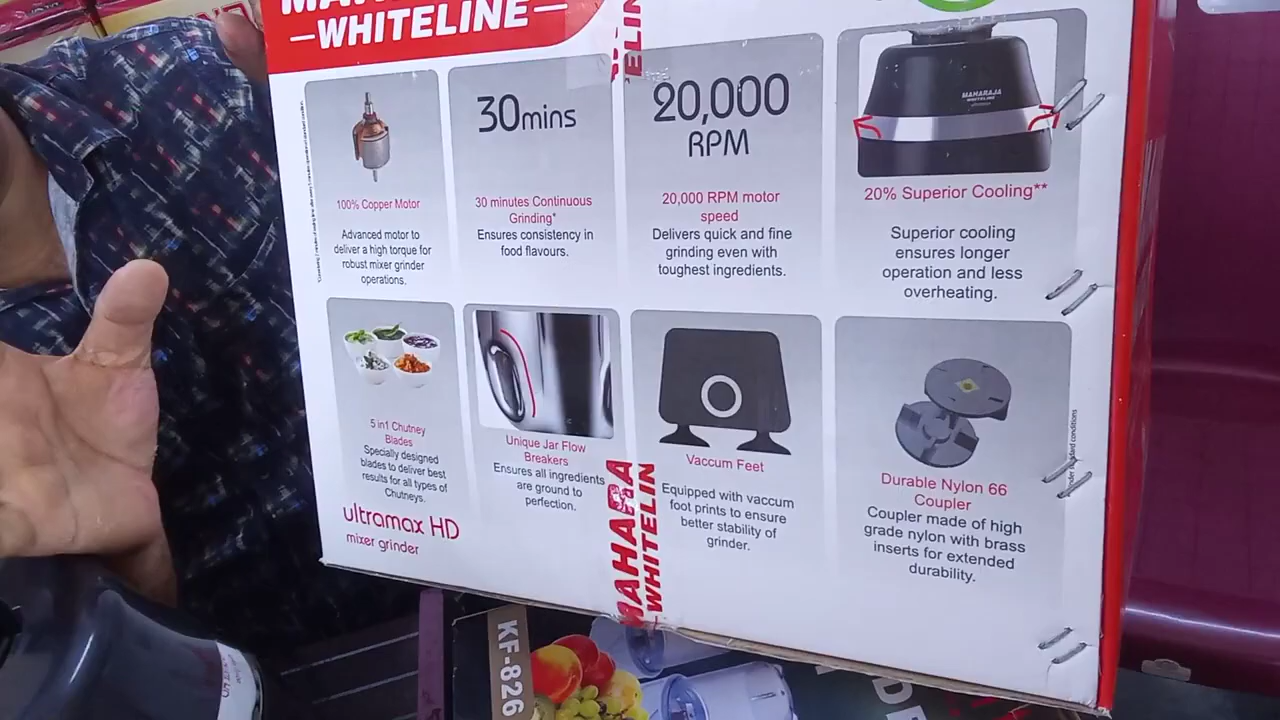 WHITELINE
30mins
20,000
RPM
MAHARAJA
WHITELINE
100% Copper Motor
Advanced motor to
deliver a high torque for
robust mixer grinder
operations.
30 minutes Continuous
Grinding*
Ensures consistency in
food flavours.
20,000 RPM motor
speed
Delivers quick and fine
grinding even with
toughest ingredients.
20% Superior Cooling**
Superior cooling
ensures longer
operation and less
overheating.
5 in1 Chutney
Blades
Specially designed
blades to deliver best
results for all types of
Chutneys.
Unique Jar Flow
Breakers
Ensures all ingredients
are ground to
perfection.
Vaccum Feet
Equipped with vaccum
foot prints to ensure
better stability of
grinder.
Durable Nylon 66
Coupler
Coupler made of high
grade nylon with brass
inserts for extended
durability.
ultramax HD
mixer grinder
MAHARA
WHITELIN
KF-826